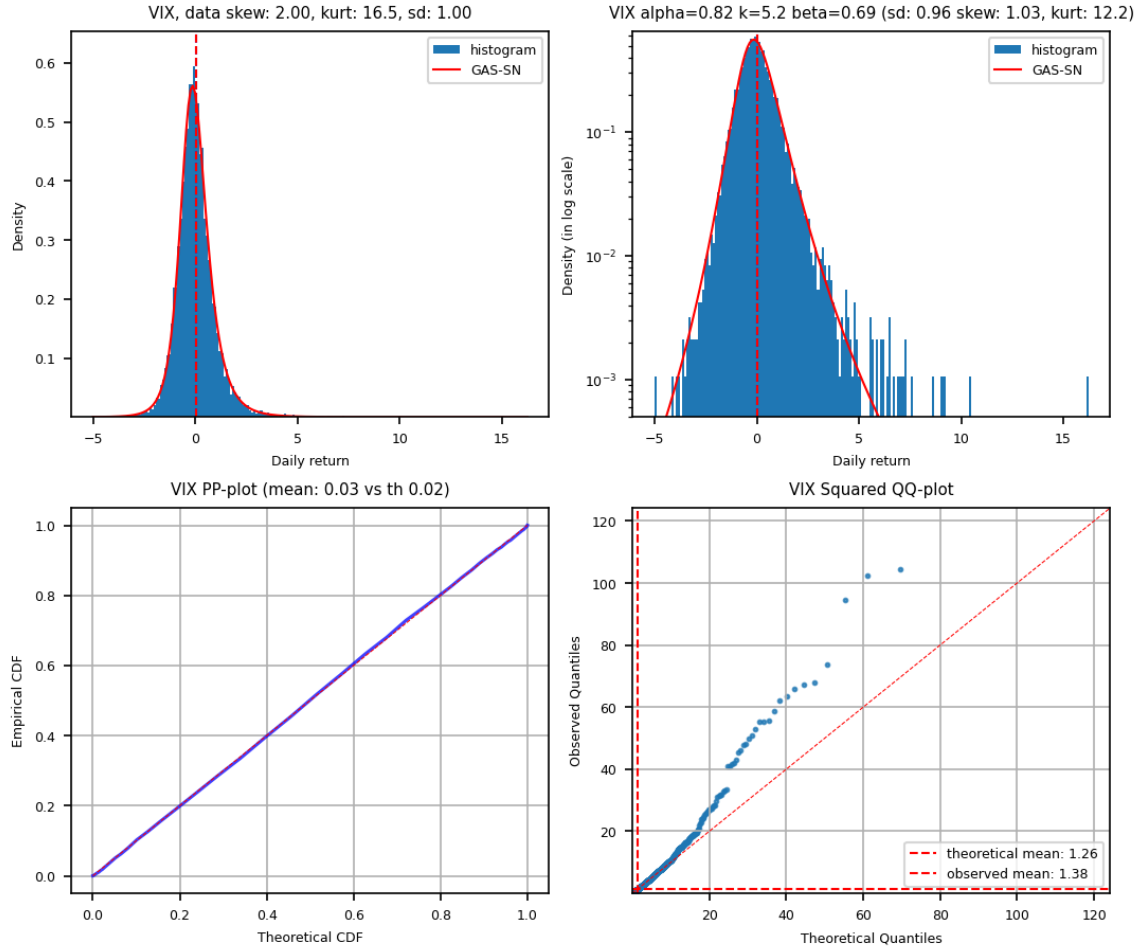 VIX, data skew: 2.00, kurt: 16.5, sd: 1.00
histogram
GAS-SN
Density
0.6
0.5
0.4
0.3
0.2
0.1
−5 0 5 10 15
Daily return
VIX alpha=0.82 k=5.2 beta=0.69 (sd: 0.96 skew: 1.03, kurt: 12.2)
histogram
GAS-SN
Density (in log scale)
10⁻¹
10⁻²
10⁻³
−5 0 5 10 15
Daily return
VIX PP-plot (mean: 0.03 vs th 0.02)
Empirical CDF
1.0
0.8
0.6
0.4
0.2
0.0
0.0 0.2 0.4 0.6 0.8 1.0
Theoretical CDF
VIX Squared QQ-plot
Observed Quantiles
120
100
80
60
40
20
theoretical mean: 1.26
observed mean: 1.38
20 40 60 80 100 120
Theoretical Quantiles